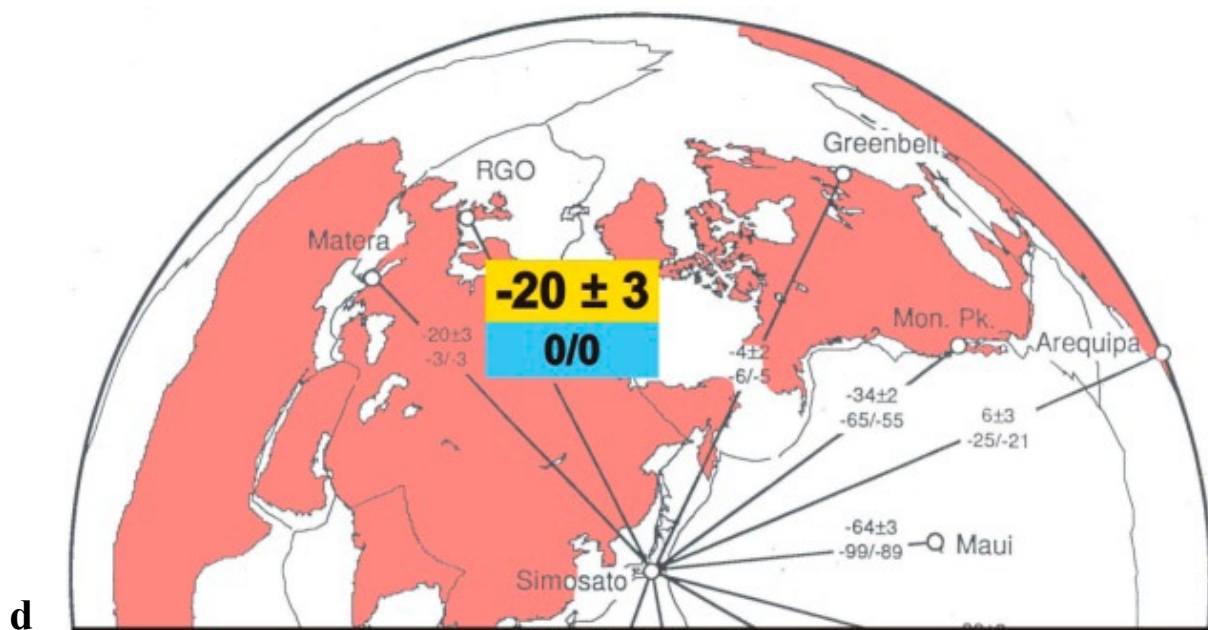 Greenbelt
RGO
Matera
-20 ± 3
0/0
-20±3
-3/-3
-4±2
-6/-5
Mon. Pk.
Arequipa
-34±2
-65/-55
6±3
-25/-21
-64±3
-99/-89
Maui
Simosato
d